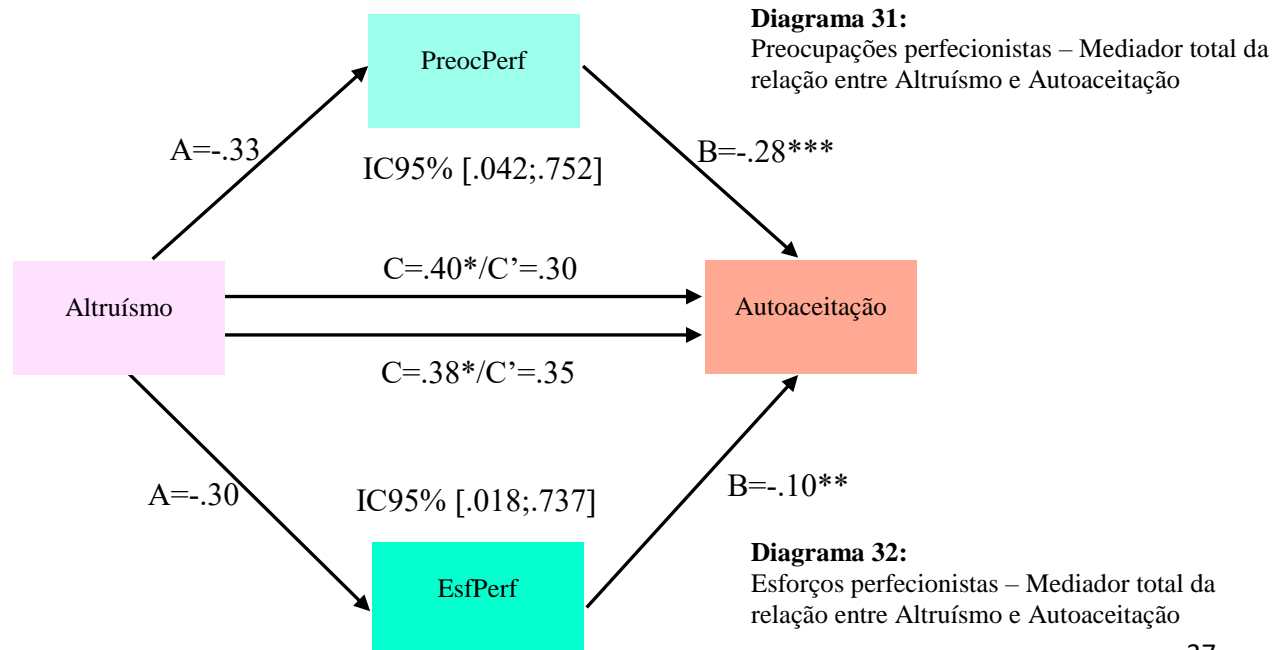 Diagrama 31:
Preocupações perfecionistas – Mediador total da
relação entre Altruísmo e Autoaceitação
PreocPerf
A=-.33
IC95% [.042;.752]
B=-.28***
Altruísmo
C=.40*/C’=.30
C=.38*/C’=.35
Autoaceitação
A=-.30
IC95% [.018;.737]
B=-.10**
EsfPerf
Diagrama 32:
Esforços perfecionistas – Mediador total da
relação entre Altruísmo e Autoaceitação